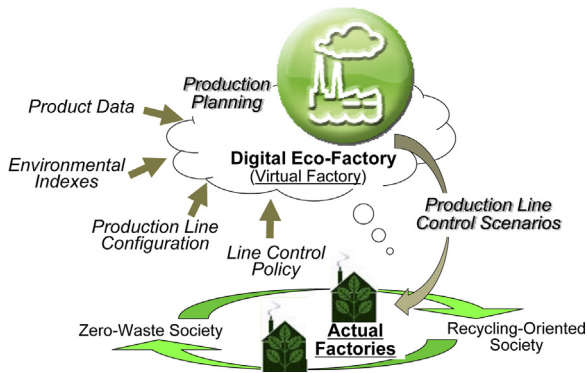 Production
Planning
Product Data
Digital Eco-Factory
(Virtual Factory)
Environmental
Indexes
Production Line
Configuration
Line Control
Policy
Production Line
Control Scenarios
Zero-Waste Society
Actual
Factories
Recycling-Oriented
Society